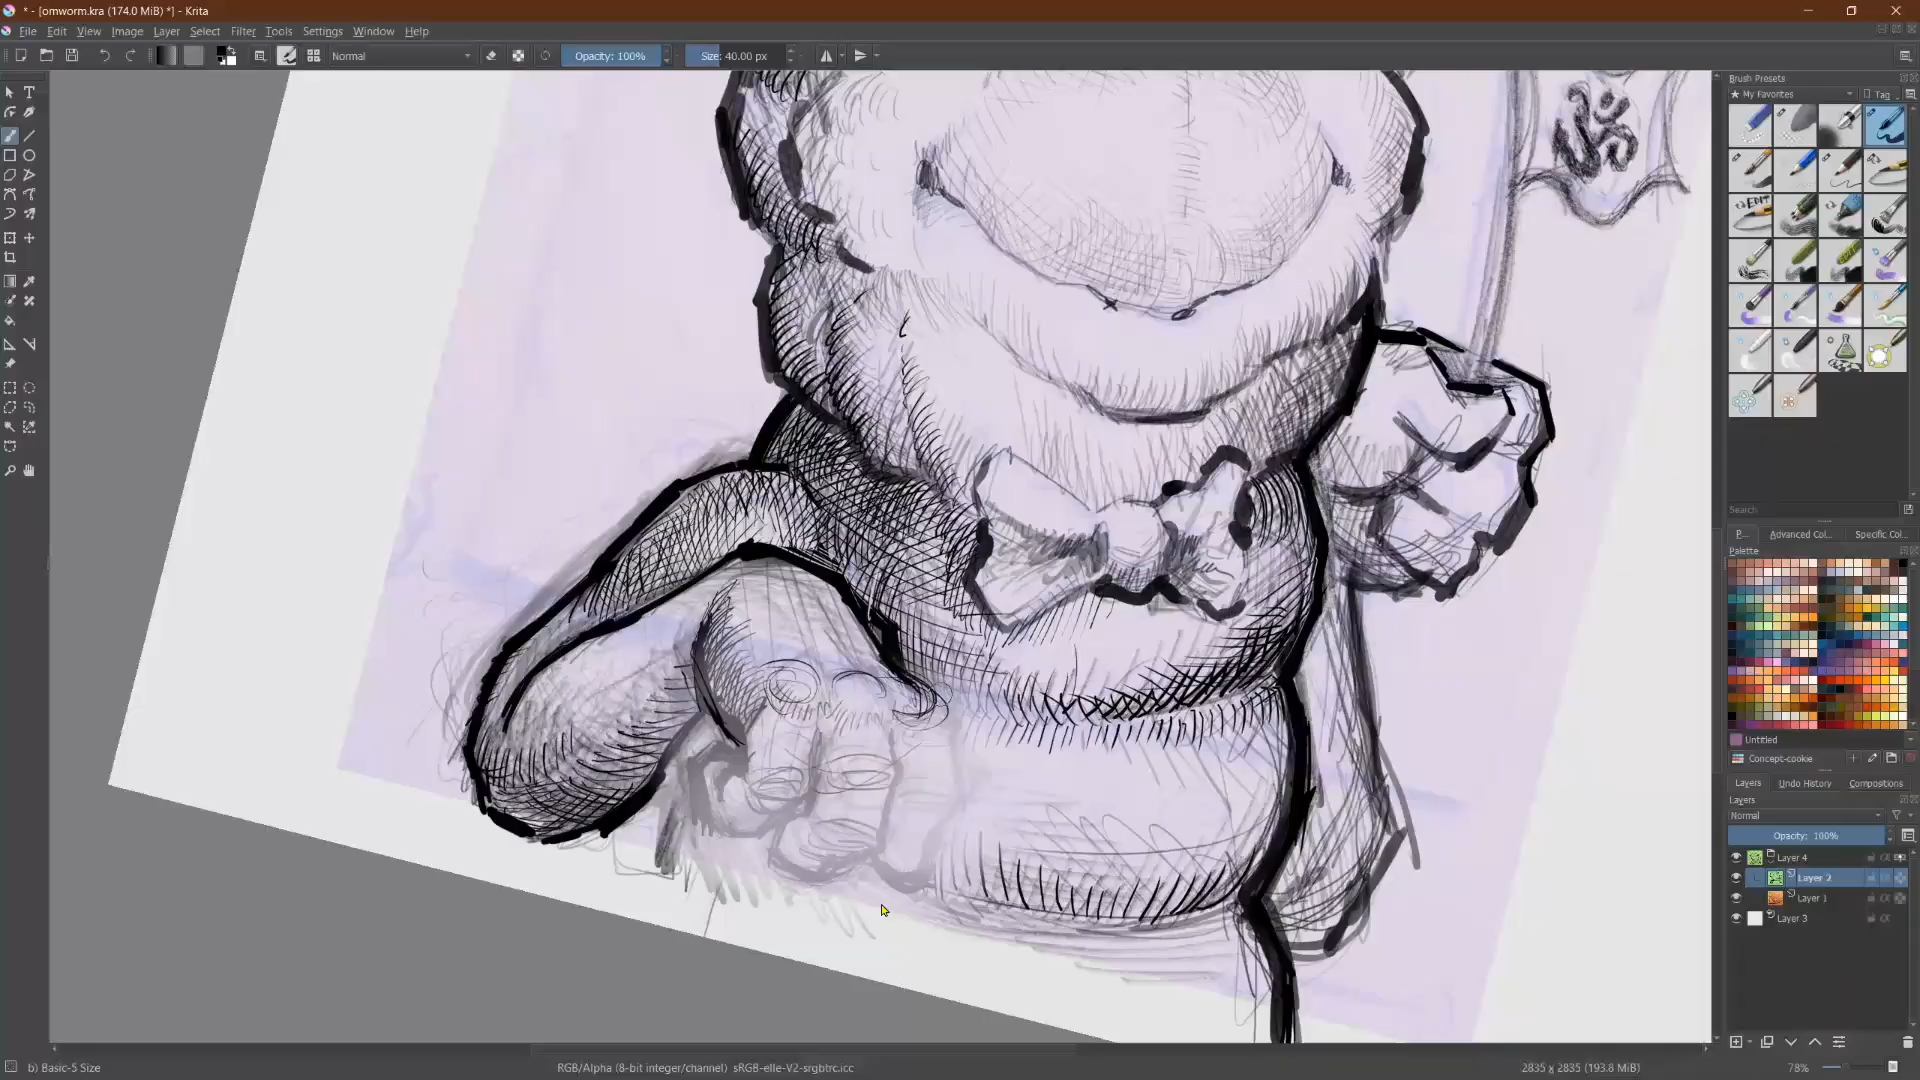 * - [omworm.kra (174.0 MiB) *] - Krita
File Edit View Image Layer Select Filter Tools Settings Window Help
Normal Opacity: 100% Size: 40.00 px
Brush Presets
My Favorites Tag
EDIT
Search
P... Advanced Col... Specific Col...
Palette
Untitled
Concept-cookie
Layers Undo History Compositions
Layers
Normal
Opacity: 100%
Layer 4
Layer 2
Layer 1
Layer 3
b) Basic-5 Size RGB/Alpha (8-bit integer/channel) sRGB-elle-V2-srgbtrc.icc 2835 x 2835 (193.8 MiB) 78%